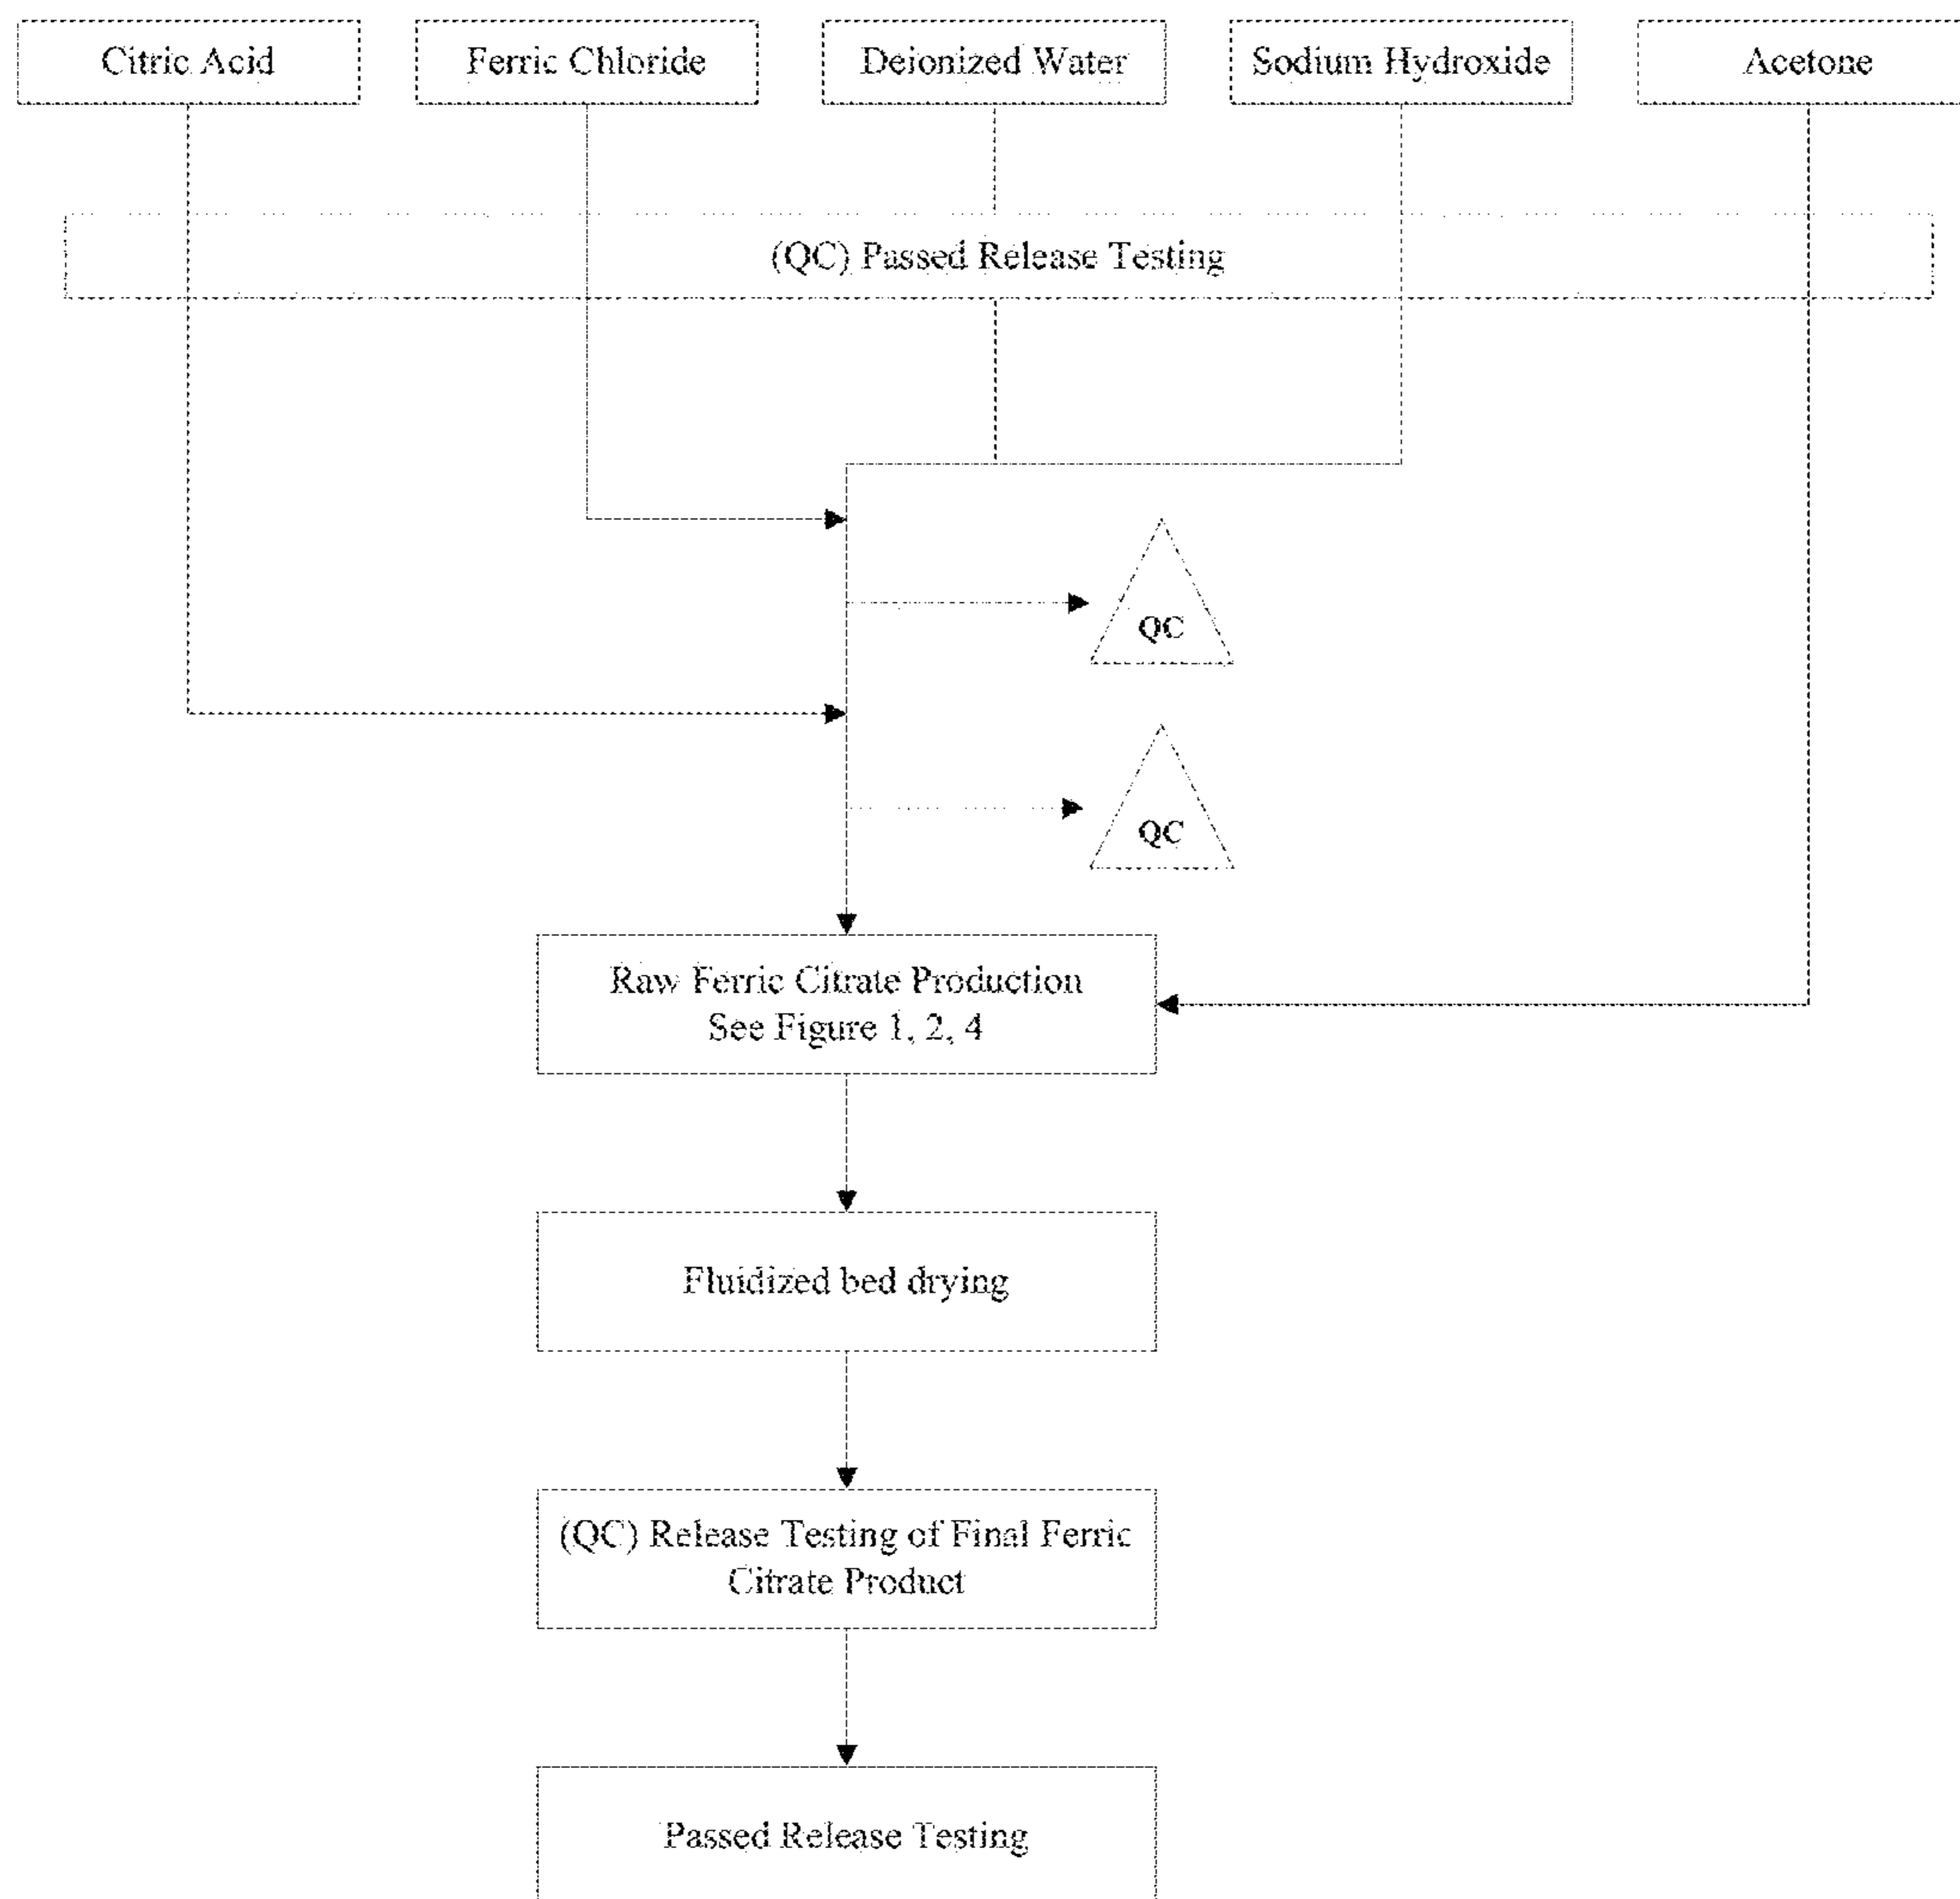 Citric Acid
Ferric Chloride
Deionized Water
Sodium Hydroxide
Acetone
(QC) Passed Release Testing
QC
QC
Raw Ferric Citrate Production
See Figure 1, 2, 4
Fluidized bed drying
(QC) Release Testing of Final Ferric
Citrate Product
Passed Release Testing